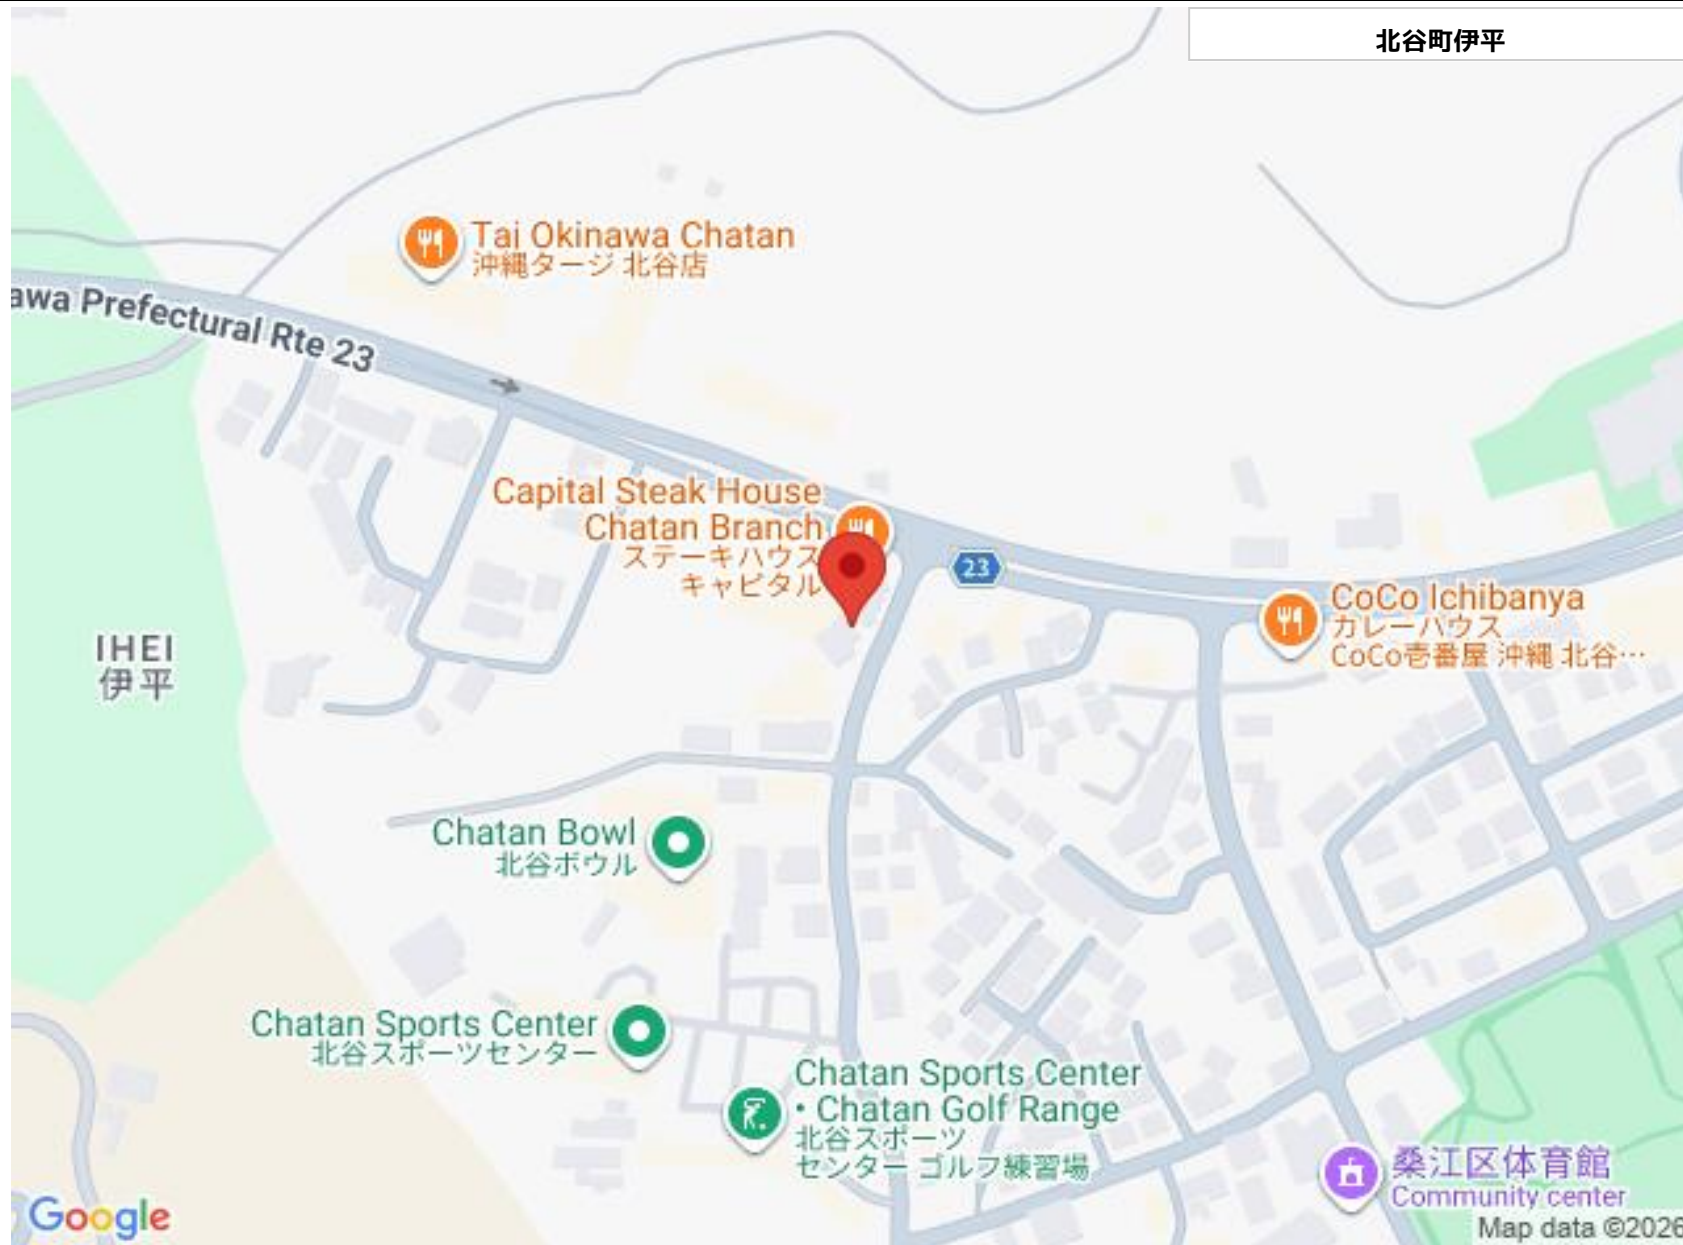 北谷町伊平
Tai Okinawa Chatan
沖縄タージ 北谷店
awa Prefectural Rte 23
Capital Steak House
Chatan Branch
ステーキハウス
キャピタル
23
CoCo Ichibanya
カレーハウス
CoCo壱番屋 沖縄 北谷…
IHEI
伊平
Chatan Bowl
北谷ボウル
Chatan Sports Center
北谷スポーツセンター
Chatan Sports Center
• Chatan Golf Range
北谷スポーツ
センター ゴルフ練習場
桑江区体育館
Community center
Google
Map data ©2026